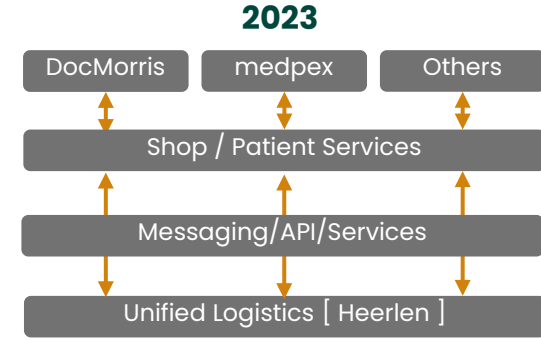 2023
DocMorris medpex Others
Shop / Patient Services
Messaging/API/Services
Unified Logistics [ Heerlen ]